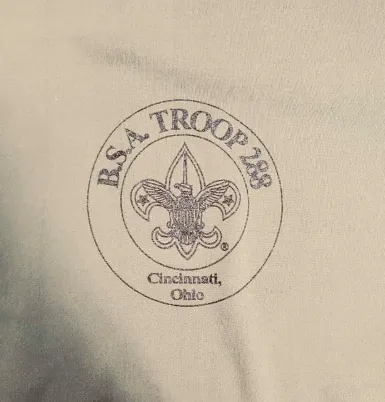 B.S.A. TROOP 288
®
Cincinnati,
Ohio